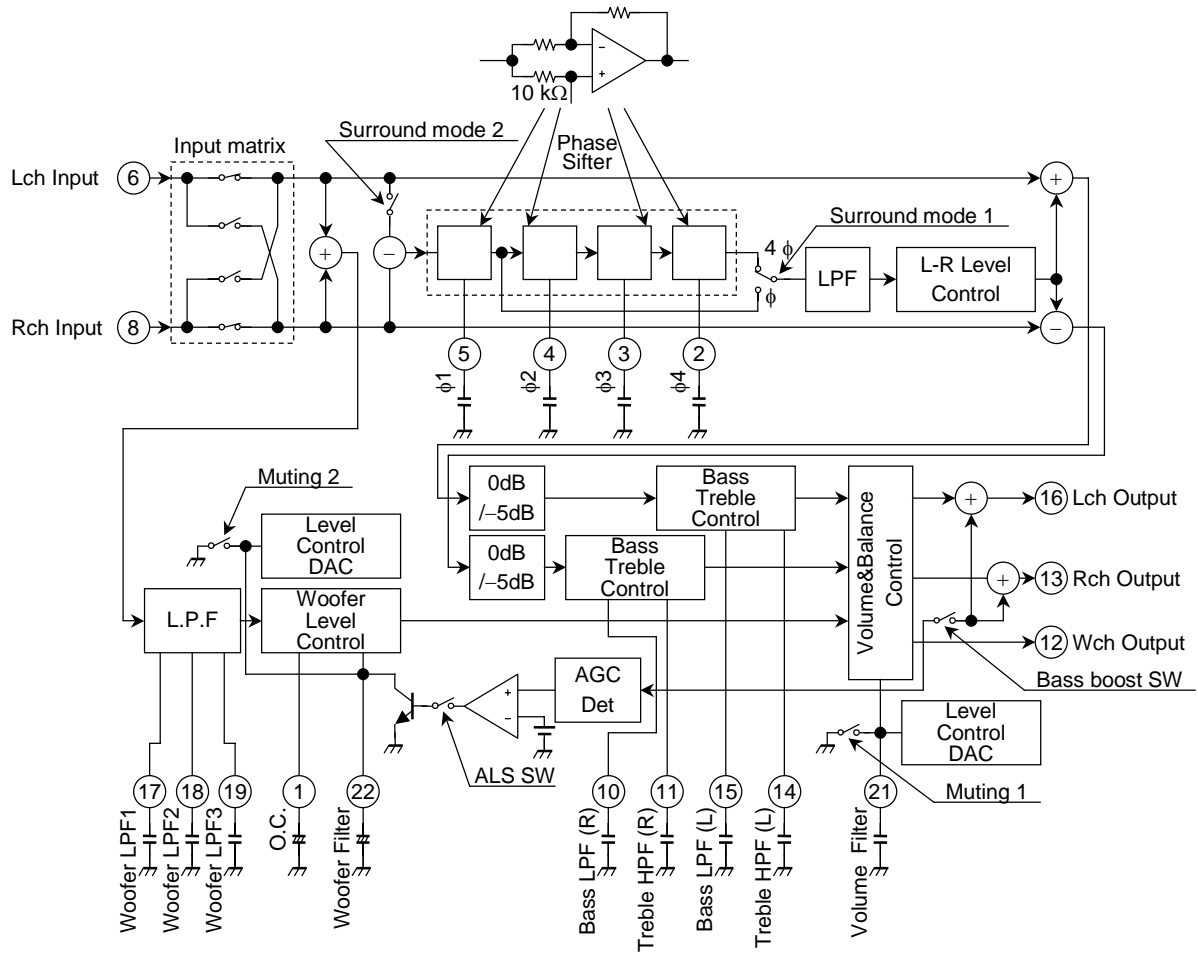 10 kΩ
−
+
Surround mode 2
Phase
Sifter
Input matrix
Lch Input
6
Rch Input
8
+
−
4 ϕ
ϕ
Surround mode 1
LPF
L-R Level
Control
+
−
5
4
3
2
ϕ1
ϕ2
ϕ3
ϕ4
Muting 2
Level
Control
DAC
0dB
/−5dB
Bass
Treble
Control
0dB
/−5dB
Bass
Treble
Control
Volume&Balance
Control
+
16
Lch Output
+
13
Rch Output
12
Wch Output
Bass boost SW
L.P.F
Woofer
Level
Control
AGC
Det
+
−
ALS SW
Level
Control
DAC
Muting 1
17
18
19
1
22
10
11
15
14
21
Woofer LPF1
Woofer LPF2
Woofer LPF3
O.C.
Woofer Filter
Bass LPF (R)
Treble HPF (R)
Bass LPF (L)
Treble HPF (L)
Volume Filter